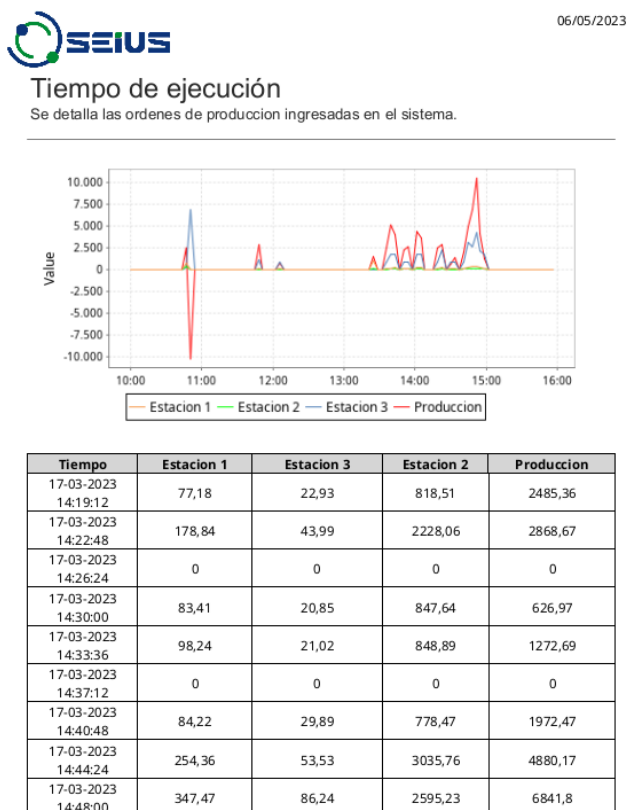 06/05/2023
SEIUS
Tiempo de ejecución
Se detalla las ordenes de produccion ingresadas en el sistema.
Value
10.000
7.500
5.000
2.500
0
-2.500
-5.000
-7.500
-10.000
10:00 11:00 12:00 13:00 14:00 15:00 16:00
Estacion 1 Estacion 2 Estacion 3 Produccion
Tiempo Estacion 1 Estacion 3 Estacion 2 Produccion
17-03-2023
14:19:12 77,18 22,93 818,51 2485,36
17-03-2023
14:22:48 178,84 43,99 2228,06 2868,67
17-03-2023
14:26:24 0 0 0 0
17-03-2023
14:30:00 83,41 20,85 847,64 626,97
17-03-2023
14:33:36 98,24 21,02 848,89 1272,69
17-03-2023
14:37:12 0 0 0 0
17-03-2023
14:40:48 84,22 29,89 778,47 1972,47
17-03-2023
14:44:24 254,36 53,53 3035,76 4880,17
17-03-2023
14:48:00 347,47 86,24 2595,23 6841,8